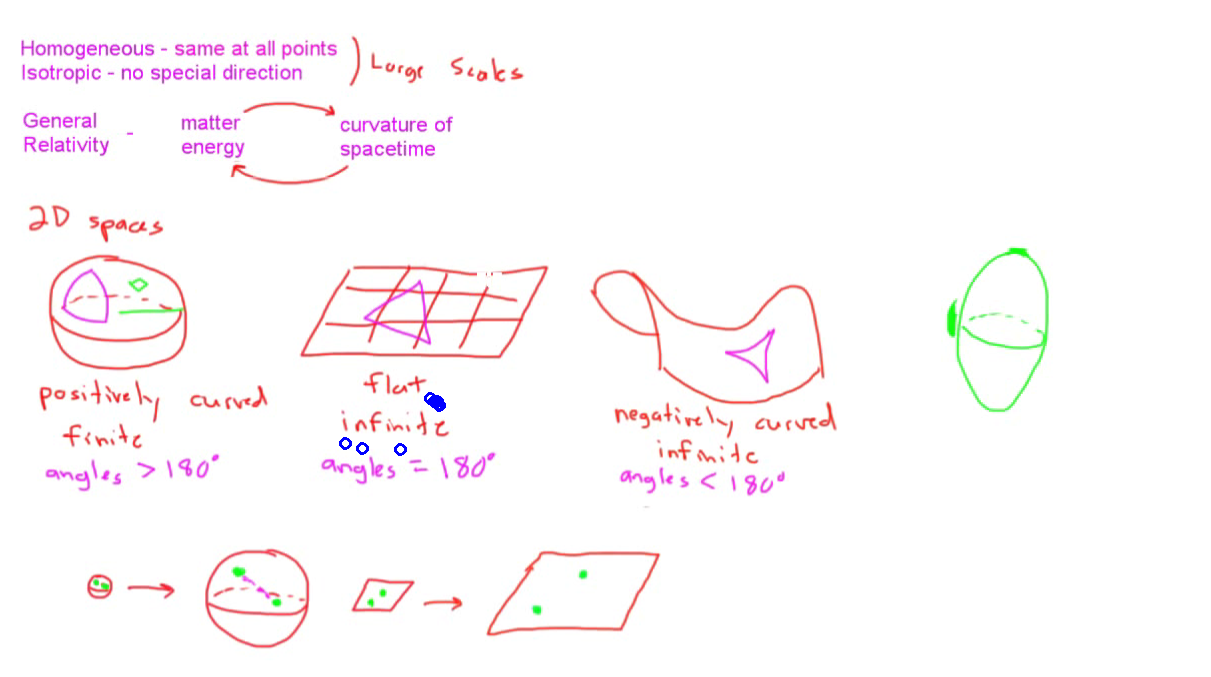 Homogeneous - same at all points
Isotropic - no special direction
Large Scales
General
Relativity
-
matter
energy
curvature of
spacetime
2D spaces
positively curved
finite
angles > 180°
flat
infinite
angles = 180°
negatively curved
infinite
angles < 180°